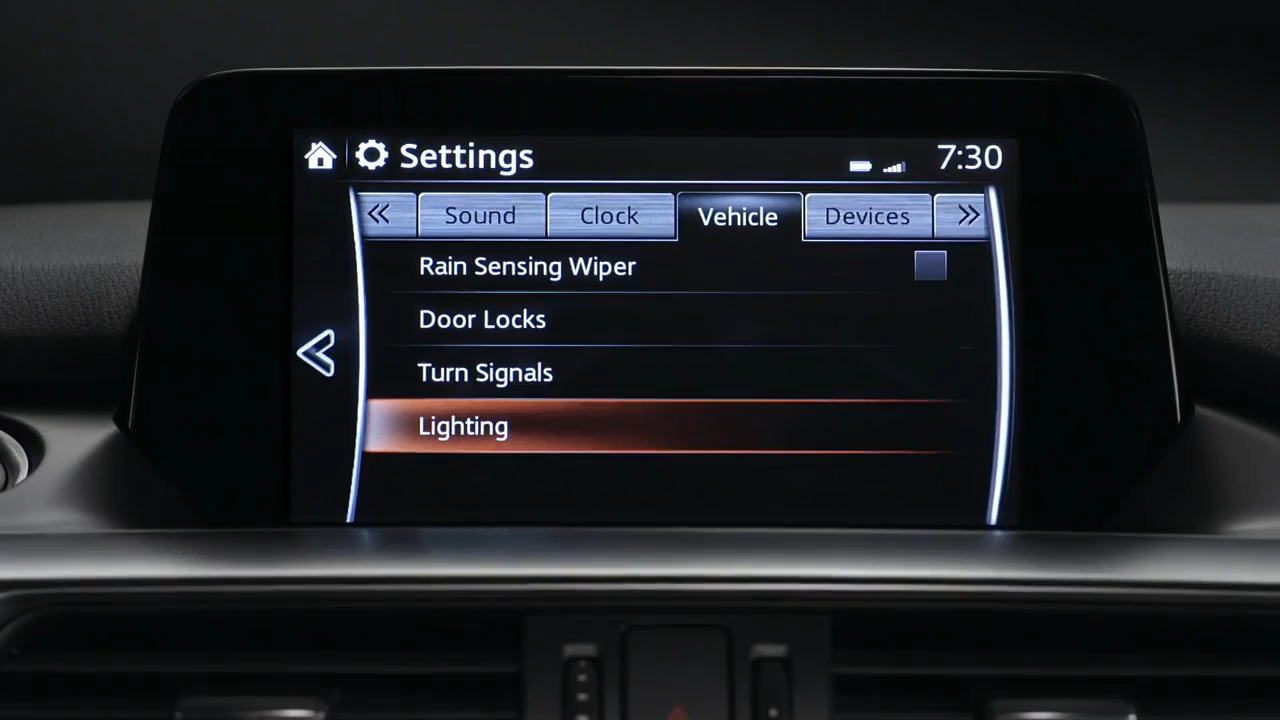 Settings 7:30
« Sound Clock Vehicle Devices »
Rain Sensing Wiper
Door Locks
Turn Signals
Lighting